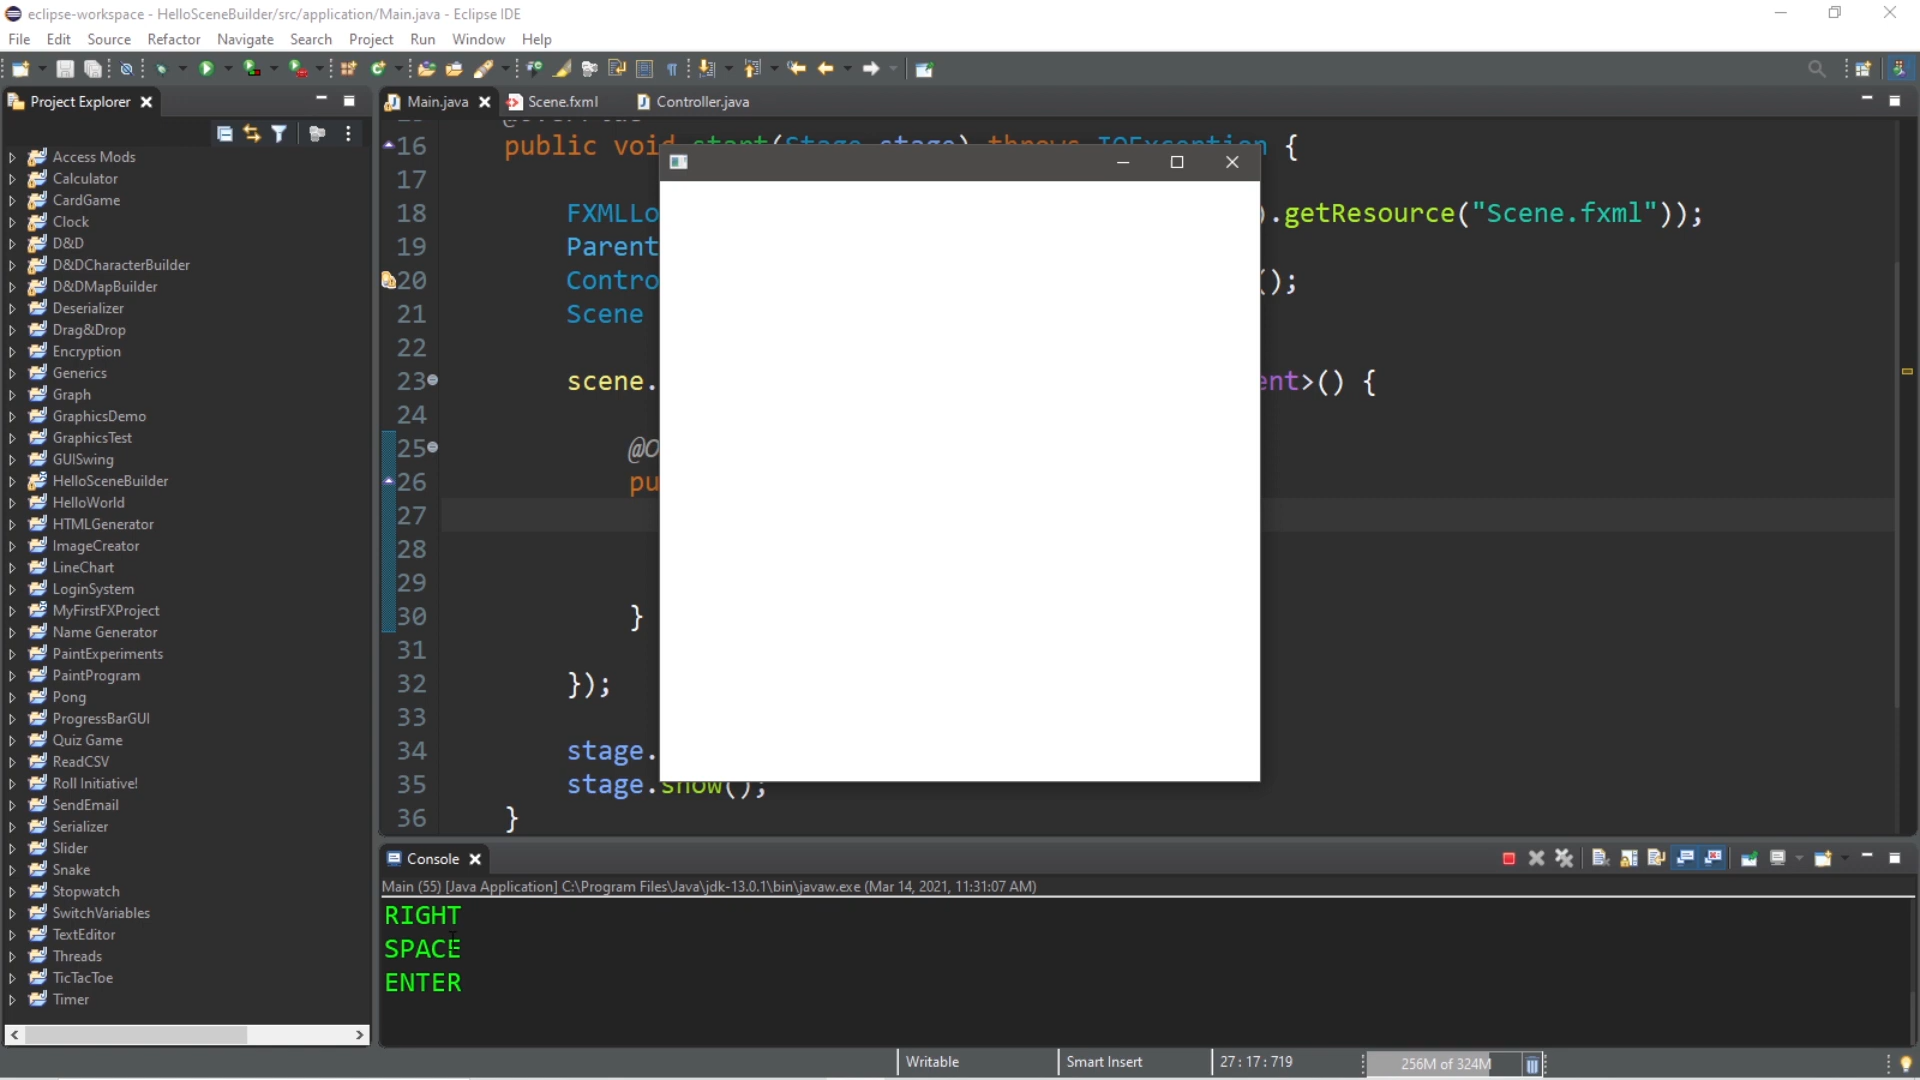 eclipse-workspace - HelloSceneBuilder/src/application/Main.java - Eclipse IDE
File Edit Source Refactor Navigate Search Project Run Window Help
Project Explorer
Main.java
Scene.fxml
Controller.java
Access Mods
Calculator
CardGame
Clock
D&D
D&DCharacterBuilder
D&DMapBuilder
Deserializer
Drag&Drop
Encryption
Generics
Graph
GraphicsDemo
GraphicsTest
GUISwing
HelloSceneBuilder
HelloWorld
HTMLGenerator
ImageCreator
LineChart
LoginSystem
MyFirstFXProject
Name Generator
PaintExperiments
PaintProgram
Pong
ProgressBarGUI
Quiz Game
ReadCSV
Roll Initiative!
SendEmail
Serializer
Slider
Snake
Stopwatch
SwitchVariables
TextEditor
Threads
TicTacToe
Timer
16 public void start(Stage stage) throws IOException {
17
18 FXMLLo ).getResource("Scene.fxml"));
19 Parent
20 Contro ();
21 Scene
22
23 scene. ent>() {
24
25 @O
26 pu
27
28
29
30 }
31
32 });
33
34 stage.
35 stage.show();
36 }
Console
Main (55) [Java Application] C:\Program Files\Java\jdk-13.0.1\bin\javaw.exe (Mar 14, 2021, 11:31:07 AM)
RIGHT
SPACE
ENTER
Writable
Smart Insert
27 : 17 : 719
256M of 324M